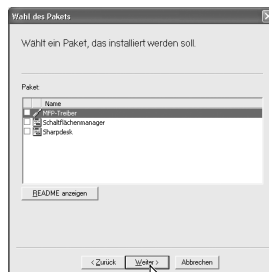 Wahl des Pakets
Wählt ein Paket, das installiert werden soll.
Paket:
Name
MFP-Treiber
Schaltflächenmanager
Sharpdesk
README anzeigen
< Zurück Weiter > Abbrechen